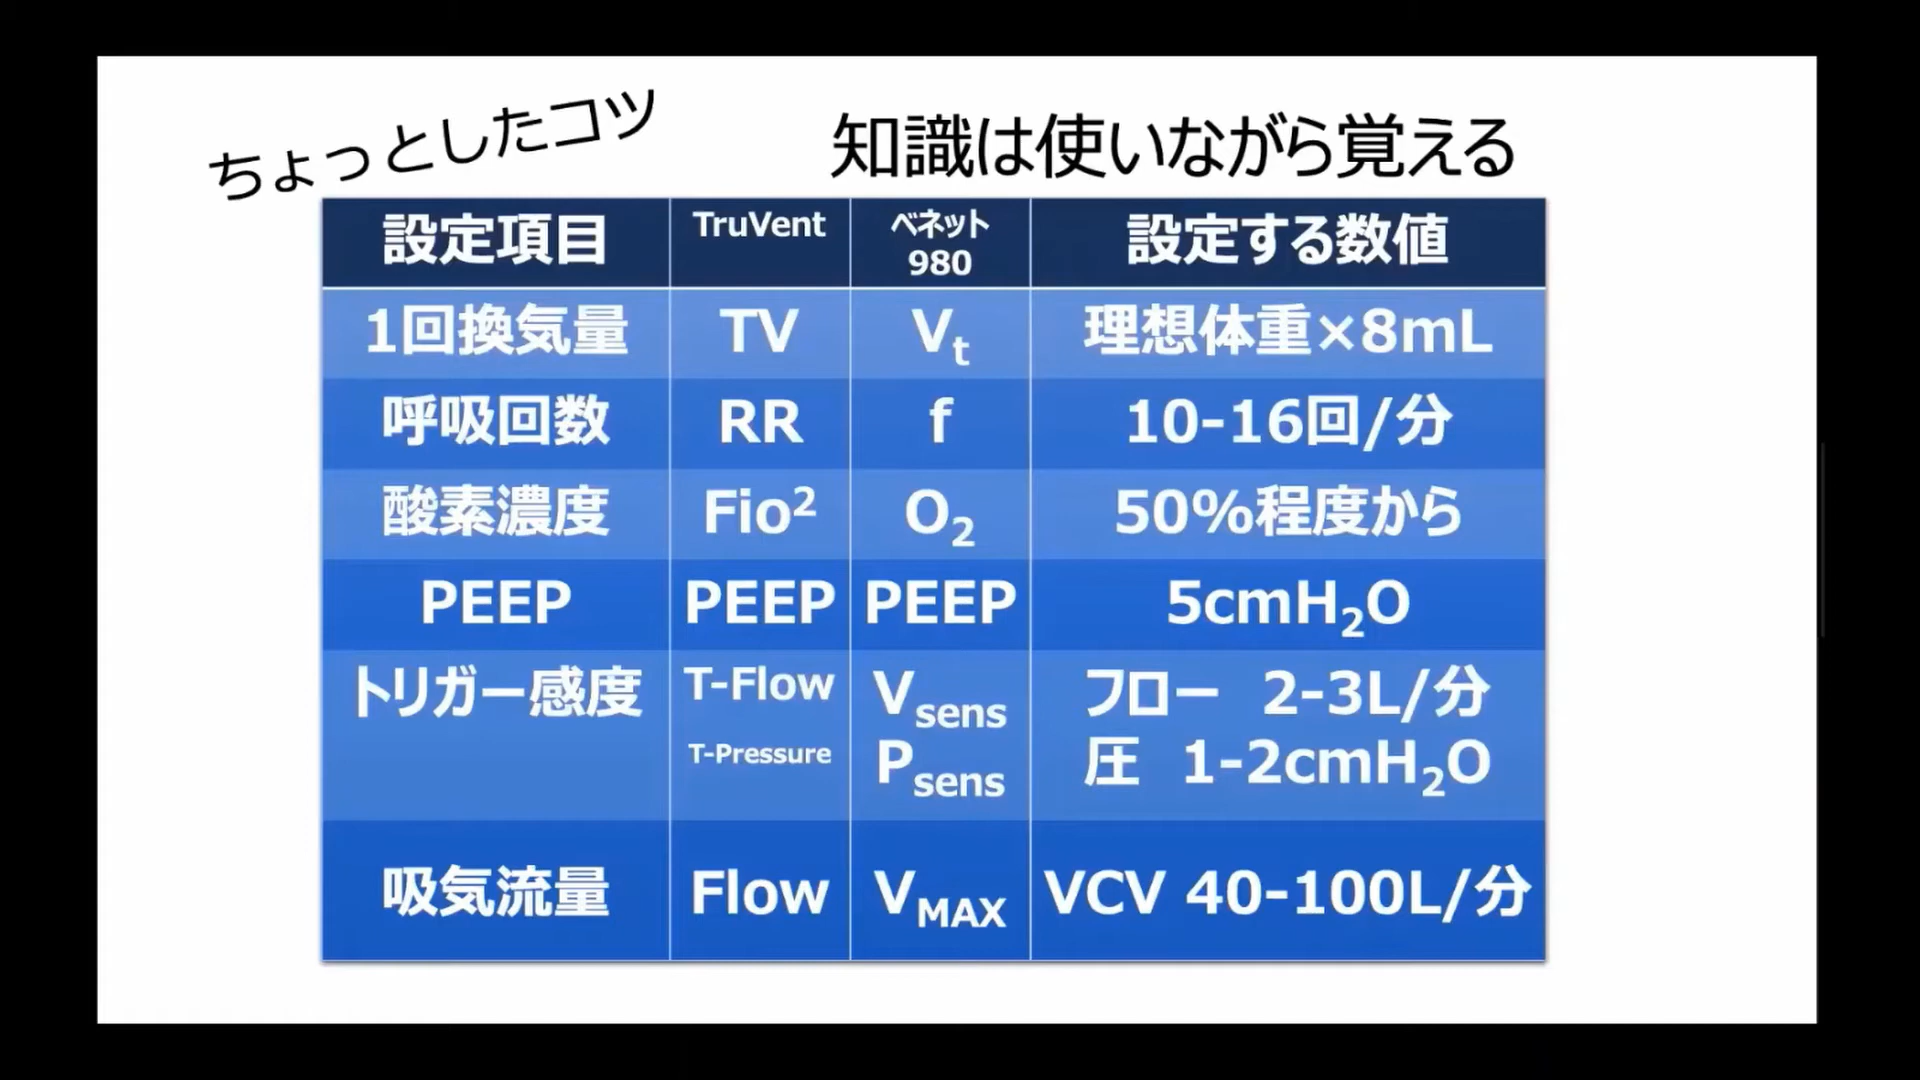 ちょっとしたコツ
知識は使いながら覚える
設定項目 TruVent ベネット980 設定する数値
1回換気量 TV Vt 理想体重×8mL
呼吸回数 RR f 10-16回/分
酸素濃度 Fio² O₂ 50%程度から
PEEP PEEP PEEP 5cmH₂O
トリガー感度 T-Flow Vsens フロー 2-3L/分
T-Pressure Psens 圧 1-2cmH₂O
吸気流量 Flow VMAX VCV 40-100L/分